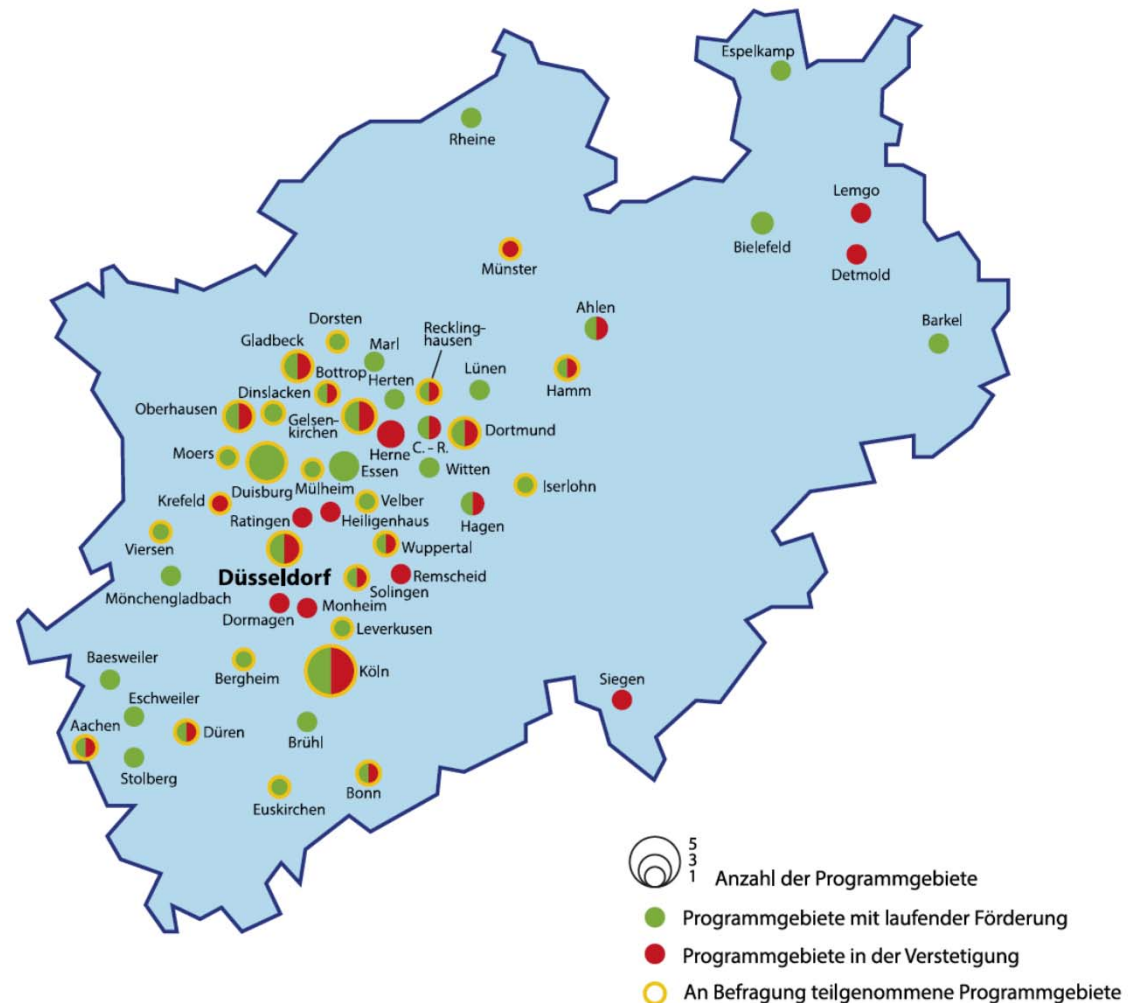 Espelkamp
Rheine
Lemgo
Bielefeld
Detmold
Münster
Barkel
Ahlen
Dorsten
Reckling-
hausen
Gladbeck
Marl
Bottrop
Lünen
Hamm
Dinslacken
Herten
Oberhausen
Gelsen-
kirchen
Dortmund
Herne
C. - R.
Moers
Essen
Witten
Duisburg
Mülheim
Iserlohn
Krefeld
Velber
Ratingen
Heiligenhaus
Hagen
Viersen
Wuppertal
Düsseldorf
Remscheid
Mönchengladbach
Solingen
Dormagen
Monheim
Leverkusen
Baesweiler
Bergheim
Köln
Siegen
Eschweiler
Aachen
Düren
Brühl
Stolberg
Bonn
Euskirchen
5
3
1
Anzahl der Programmgebiete
Programmgebiete mit laufender Förderung
Programmgebiete in der Verstetigung
An Befragung teilgenommene Programmgebiete